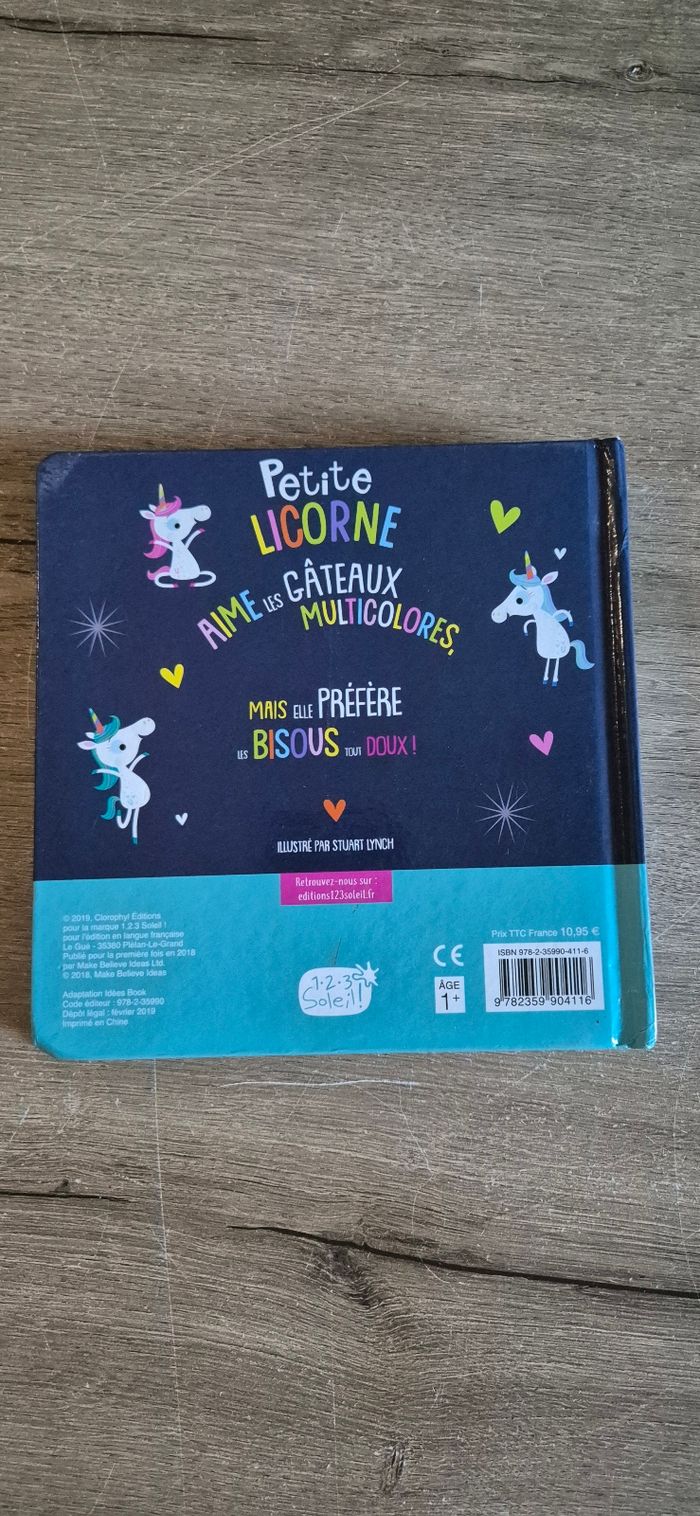 Petite
LICORNE
AIME LES GÂTEAUX
MULTICOLORES,
MAIS ELLE PRÉFÈRE
LES BISOUS TOUT DOUX !
ILLUSTRÉ PAR STUART LYNCH
Retrouvez-nous sur :
editions123soleil.fr
© 2019, Clorophyl Éditions
pour la marque 1.2.3 Soleil !
pour l'édition en langue française
Le Gué - 35380 Plélan-Le-Grand
Publié pour la première fois en 2018
par Make Believe Ideas Ltd.
© 2018, Make Believe Ideas
Adaptation Idées Book
Code éditeur : 978-2-35990
Dépôt légal : février 2019
Imprimé en Chine
1·2·3
Soleil!
CE
ÂGE
1+
Prix TTC France 10,95 €
ISBN 978-2-35990-411-6
9 782359 904116